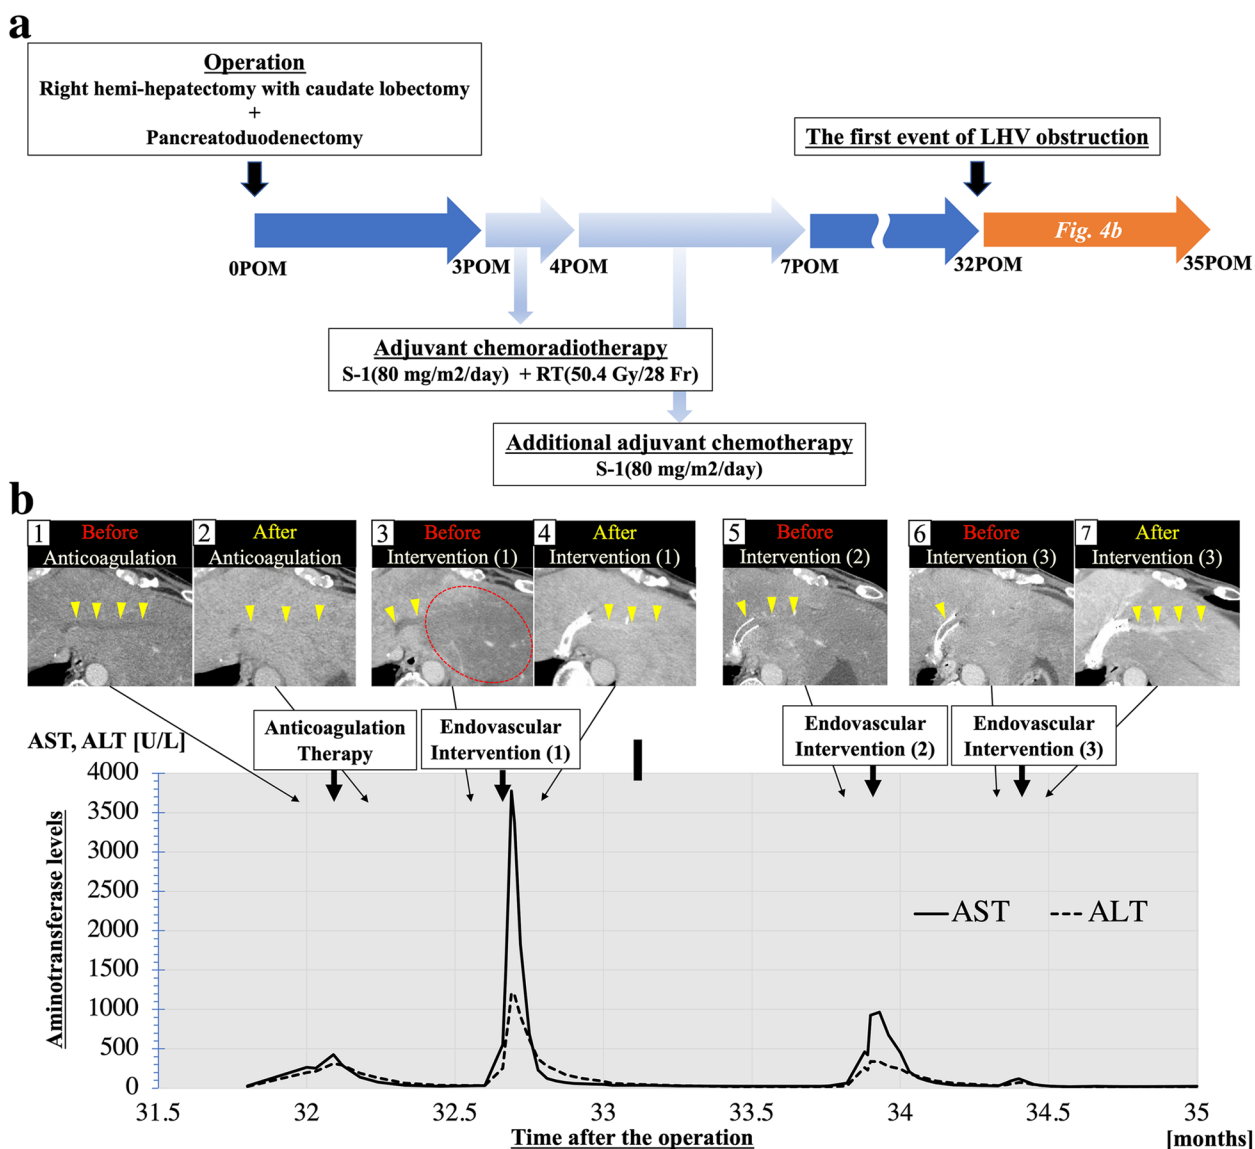 a
Operation
Right hemi-hepatectomy with caudate lobectomy
+
Pancreatoduodenectomy
The first event of LHV obstruction
Fig. 4b
0POM
3POM
4POM
7POM
32POM
35POM
Adjuvant chemoradiotherapy
S-1(80 mg/m2/day) + RT(50.4 Gy/28 Fr)
Additional adjuvant chemotherapy
S-1(80 mg/m2/day)
b
1
Before
Anticoagulation
2
After
Anticoagulation
3
Before
Intervention (1)
4
After
Intervention (1)
5
Before
Intervention (2)
6
Before
Intervention (3)
7
After
Intervention (3)
Anticoagulation
Therapy
Endovascular
Intervention (1)
Endovascular
Intervention (2)
Endovascular
Intervention (3)
AST, ALT [U/L]
Aminotransferase levels
4000
3500
3000
2500
2000
1500
1000
500
0
AST
ALT
31.5
32
32.5
33
33.5
34
34.5
35
Time after the operation
[months]